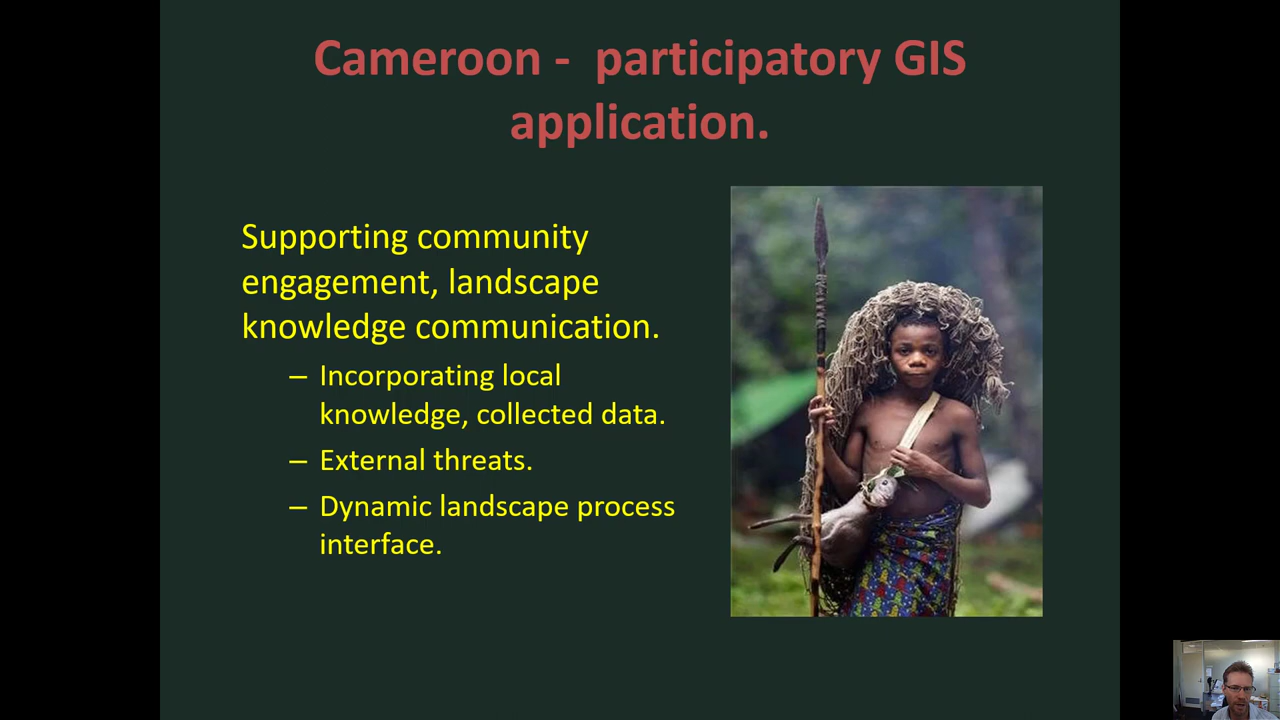 Cameroon -  participatory GIS
application.
Supporting community
engagement, landscape
knowledge communication.
– Incorporating local
knowledge, collected data.
– External threats.
– Dynamic landscape process
interface.